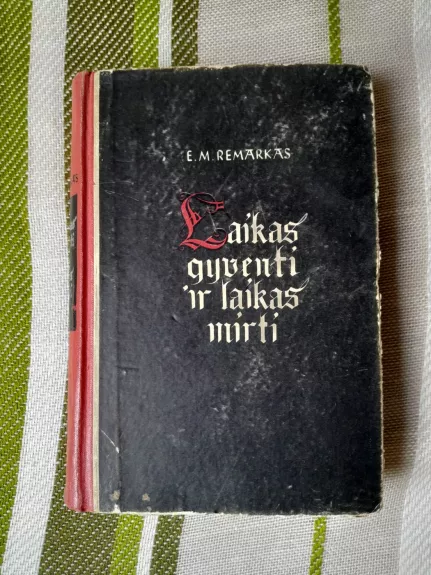 E. M. REMARKAS
Laikas
gyventi
ir laikas
mirti